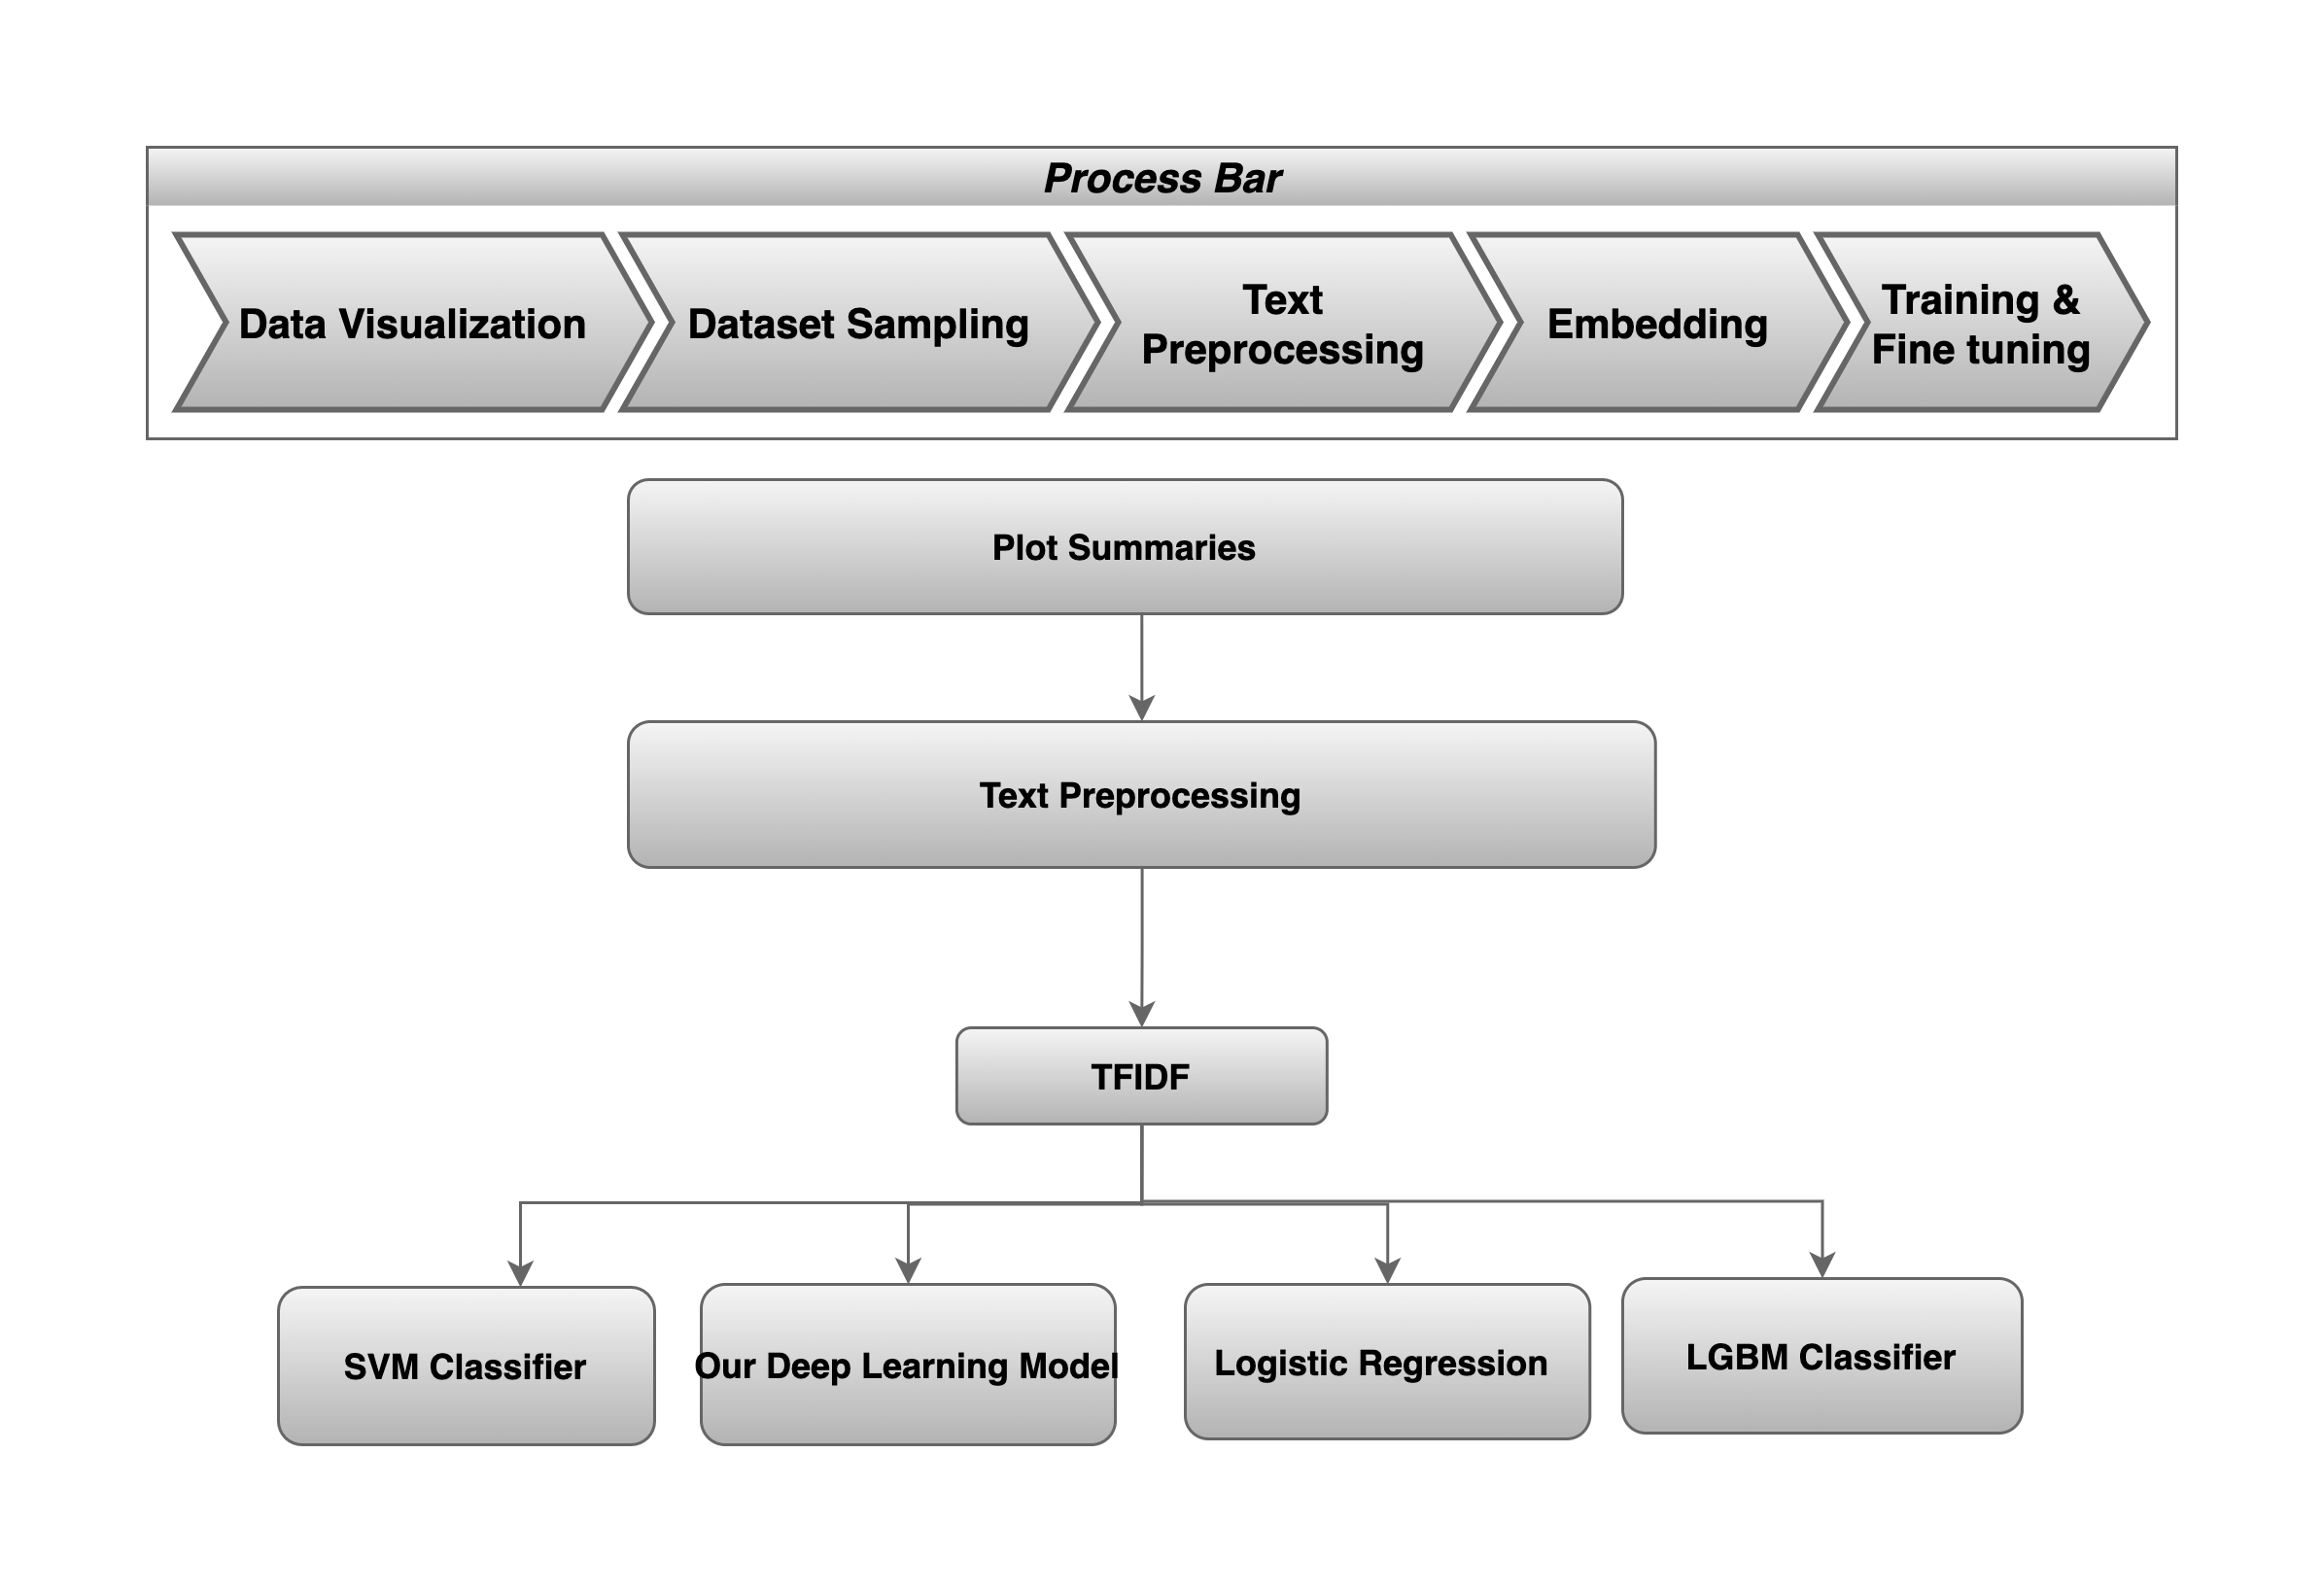 Process Bar
Data Visualization
Dataset Sampling
Text
Preprocessing
Embedding
Training &
Fine tuning
Plot Summaries
Text Preprocessing
TFIDF
SVM Classifier
Our Deep Learning Model
Logistic Regression
LGBM Classifier